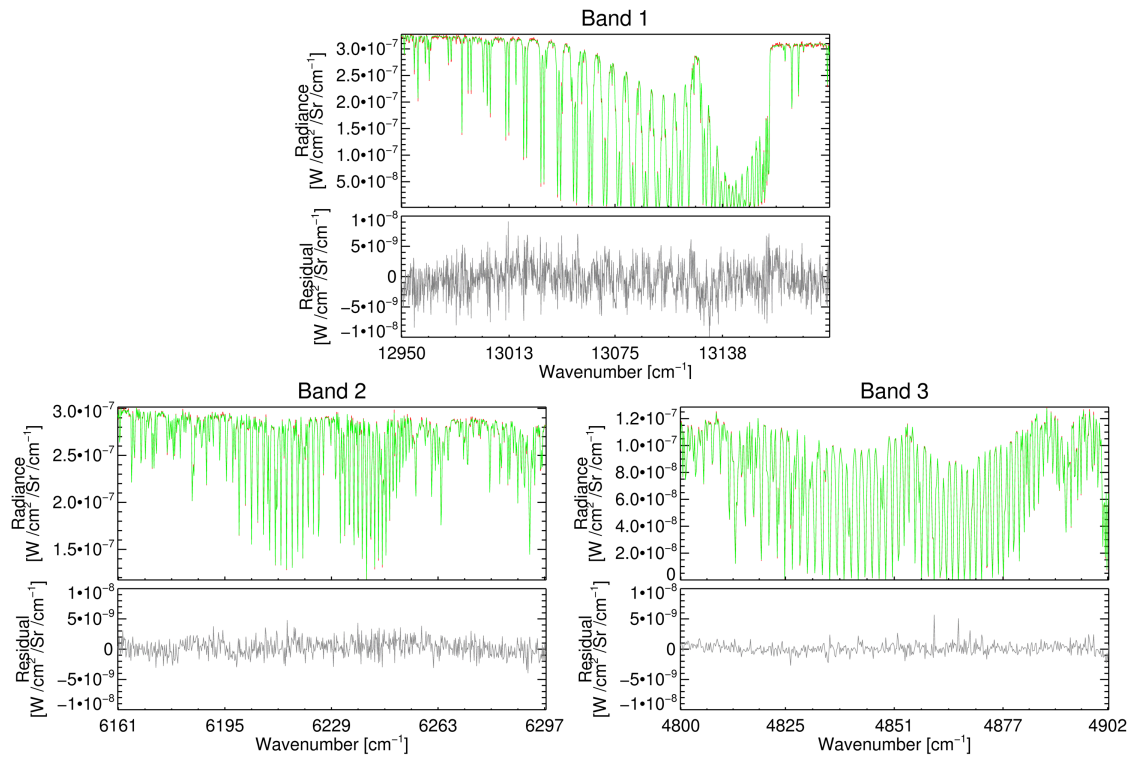 Band 1
Radiance
[W /cm² /Sr /cm⁻¹]
3.0•10⁻⁷
2.5•10⁻⁷
2.0•10⁻⁷
1.5•10⁻⁷
1.0•10⁻⁷
5.0•10⁻⁸
Residual
[W /cm² /Sr /cm⁻¹]
1•10⁻⁸
5•10⁻⁹
0
−5•10⁻⁹
−1•10⁻⁸
12950 13013 13075 13138
Wavenumber [cm⁻¹]
Band 2
Radiance
[W /cm² /Sr /cm⁻¹]
3.0•10⁻⁷
2.5•10⁻⁷
2.0•10⁻⁷
1.5•10⁻⁷
Residual
[W /cm² /Sr /cm⁻¹]
1•10⁻⁸
5•10⁻⁹
0
−5•10⁻⁹
−1•10⁻⁸
6161 6195 6229 6263 6297
Wavenumber [cm⁻¹]
Band 3
Radiance
[W /cm² /Sr /cm⁻¹]
1.2•10⁻⁷
1.0•10⁻⁷
8.0•10⁻⁸
6.0•10⁻⁸
4.0•10⁻⁸
2.0•10⁻⁸
0
Residual
[W /cm² /Sr /cm⁻¹]
1•10⁻⁸
5•10⁻⁹
0
−5•10⁻⁹
−1•10⁻⁸
4800 4825 4851 4877 4902
Wavenumber [cm⁻¹]